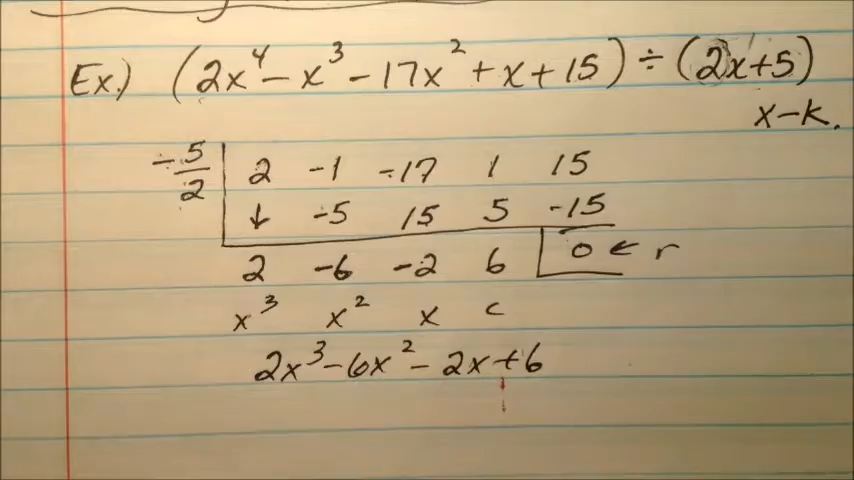 Ex.) (2x⁴ - x³ - 17x² + x + 15) ÷ (2x+5)
x-k.
-5/2 | 2 -1 -17 1 15
↓ -5 15 5 -15
2 -6 -2 6 | 0 ← r
x³ x² x c
2x³ - 6x² - 2x + 6